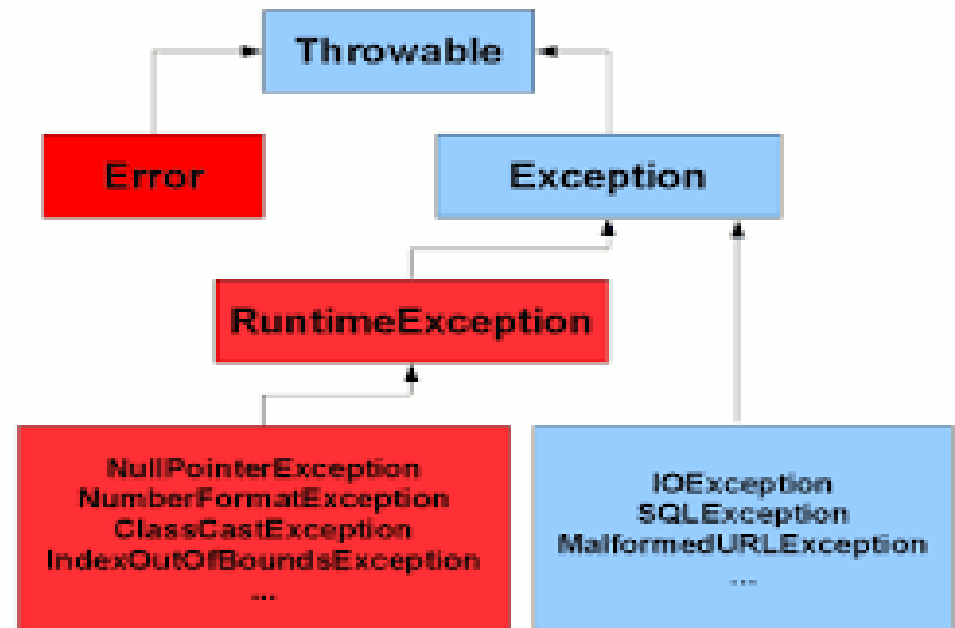 Throwable
Error
Exception
RuntimeException
NullPointerException
NumberFormatException
ClassCastException
IndexOutOfBoundsException
...
IOException
SQLException
MalformedURLException
...